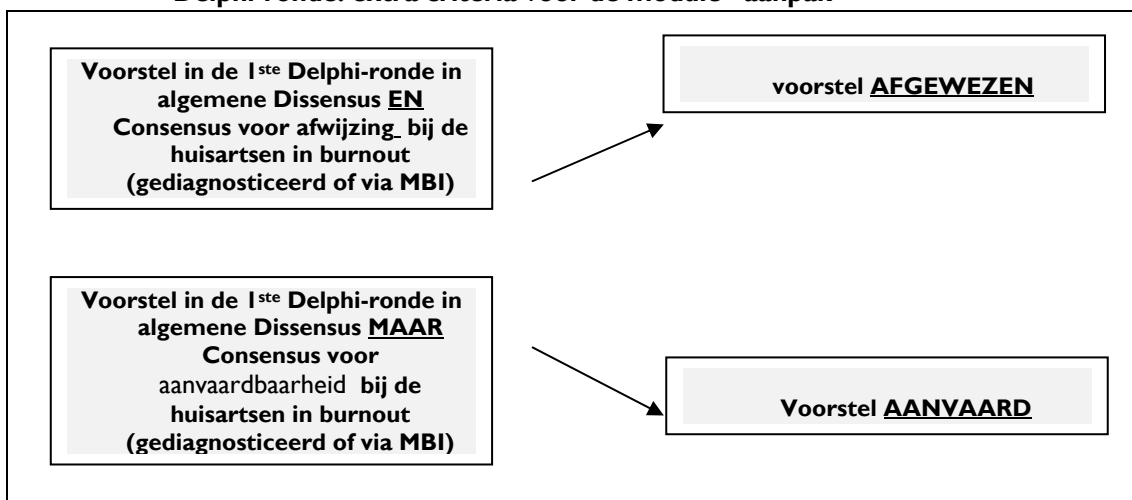 Delphi-ronde: extra criteria voor de module "aanpak"
Voorstel in de 1ste Delphi-ronde in
algemene Dissensus EN
Consensus voor afwijzing bij de
huisartsen in burnout
(gediagnosticeerd of via MBI)
voorstel AFGEWEZEN
Voorstel in de 1ste Delphi-ronde in
algemene Dissensus MAAR
Consensus voor
aanvaardbaarheid bij de
huisartsen in burnout
(gediagnosticeerd of via MBI)
Voorstel AANVAARD